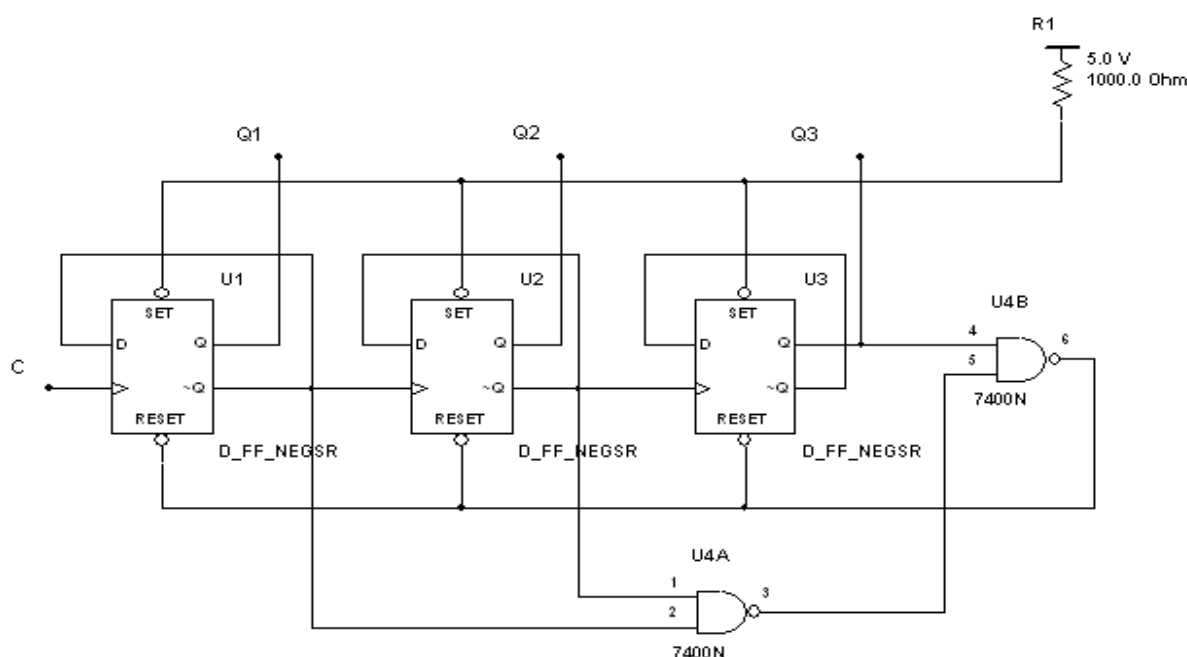 R1
5.0 V
1000.0 Ohm
Q1
Q2
Q3
U1
U2
U3
U4B
SET
SET
SET
D
Q
D
Q
D
Q
4
6
5
C
~Q
~Q
~Q
7400N
RESET
RESET
RESET
D_FF_NEGSR
D_FF_NEGSR
D_FF_NEGSR
U4A
1
3
2
7400N